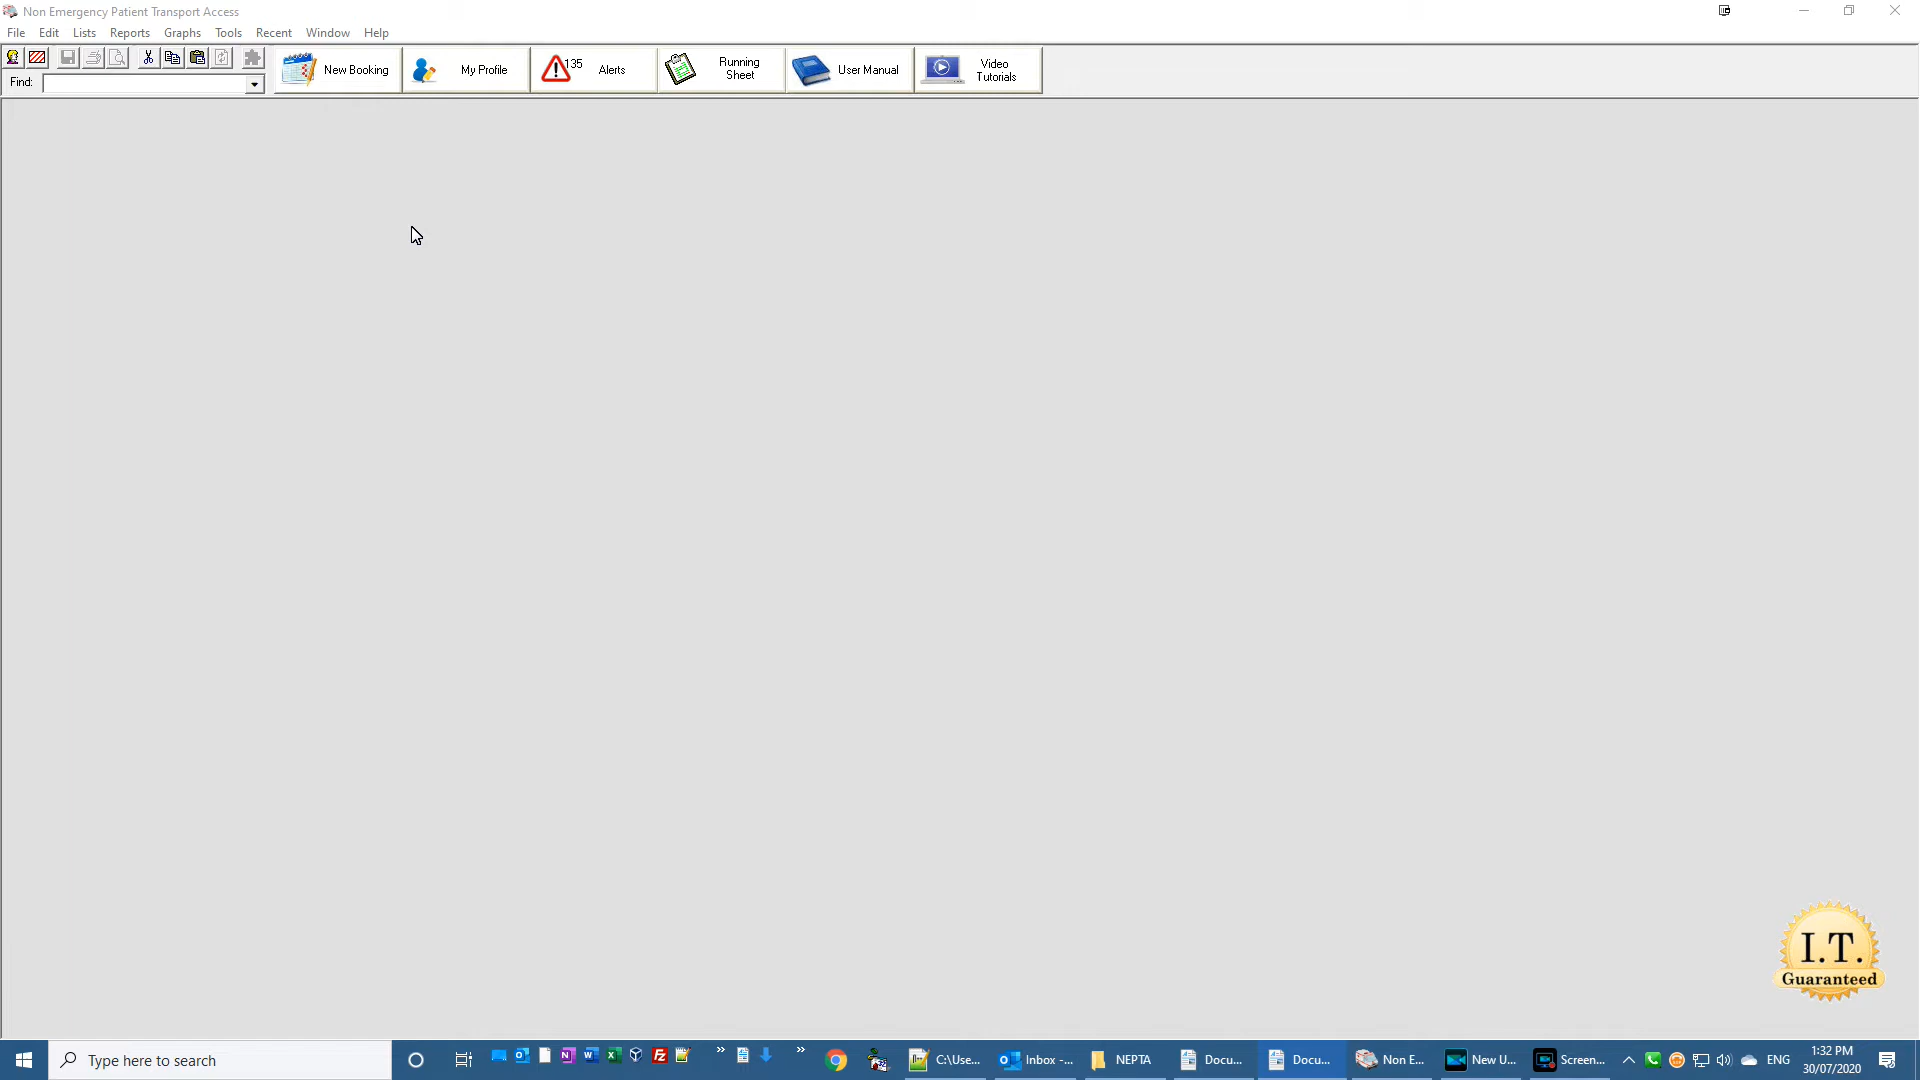 Non Emergency Patient Transport Access
File Edit Lists Reports Graphs Tools Recent Window Help
Find:
New Booking
My Profile
135 Alerts
Running
Sheet
User Manual
Video
Tutorials
I.T.
Guaranteed
Type here to search
C:\Use...
Inbox -...
NEPTA
Docu...
Docu...
Non E...
New U...
Screen...
ENG
1:32 PM
30/07/2020